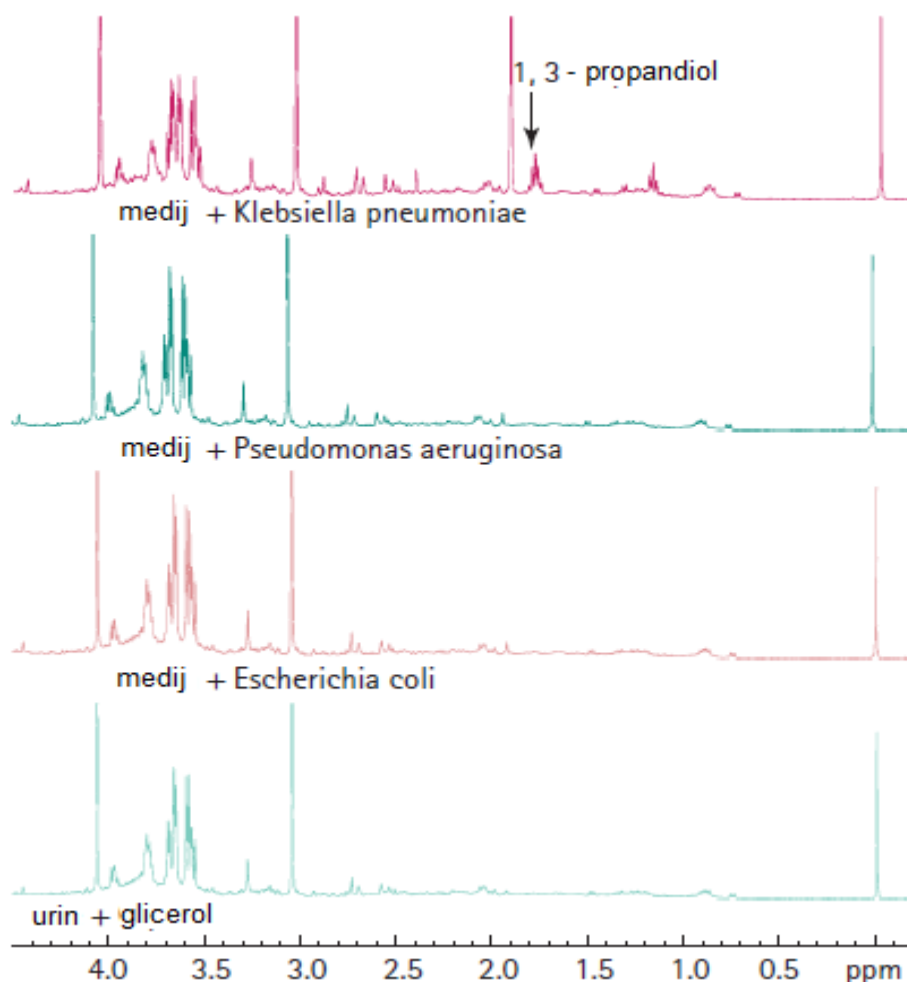 1, 3 - propandiol
medij + Klebsiella pneumoniae
medij + Pseudomonas aeruginosa
medij + Escherichia coli
urin + glicerol
4.0 3.5 3.0 2.5 2.0 1.5 1.0 0.5 ppm